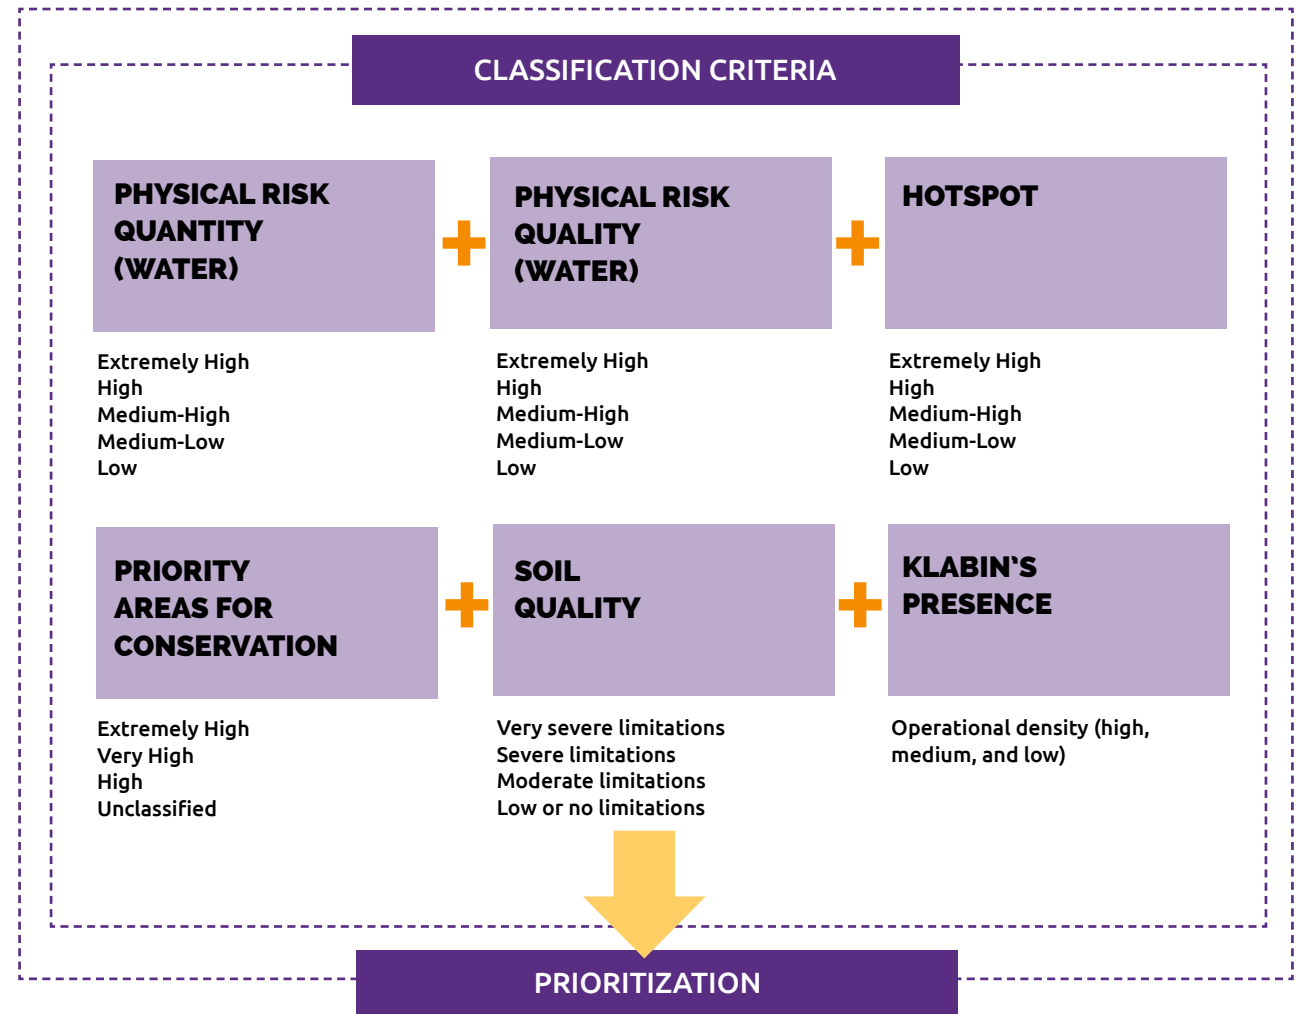 CLASSIFICATION CRITERIA
PHYSICAL RISK
QUANTITY
(WATER)
Extremely High
High
Medium-High
Medium-Low
Low
PHYSICAL RISK
QUALITY
(WATER)
Extremely High
High
Medium-High
Medium-Low
Low
HOTSPOT
Extremely High
High
Medium-High
Medium-Low
Low
PRIORITY
AREAS FOR
CONSERVATION
Extremely High
Very High
High
Unclassified
SOIL
QUALITY
Very severe limitations
Severe limitations
Moderate limitations
Low or no limitations
KLABIN‵S
PRESENCE
Operational density (high,
medium, and low)
PRIORITIZATION